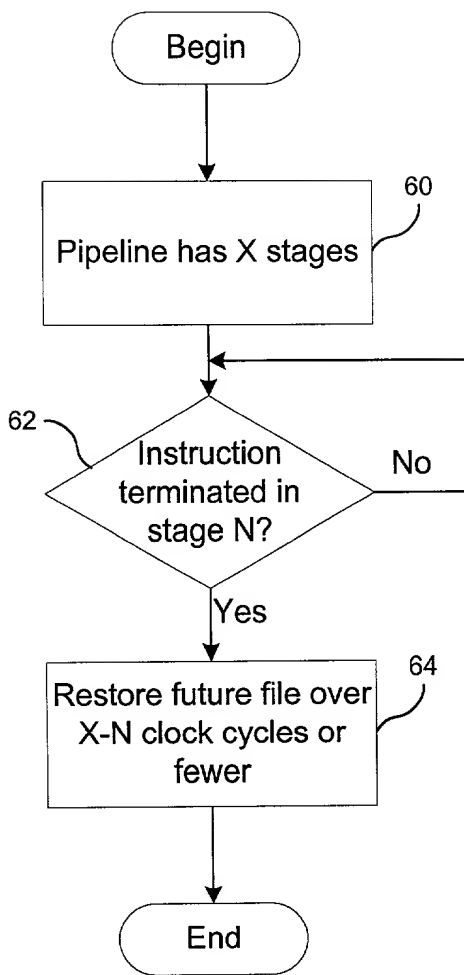 Begin
60
Pipeline has X stages
62
Instruction
terminated in
stage N?
No
Yes
64
Restore future file over
X-N clock cycles or
fewer
End